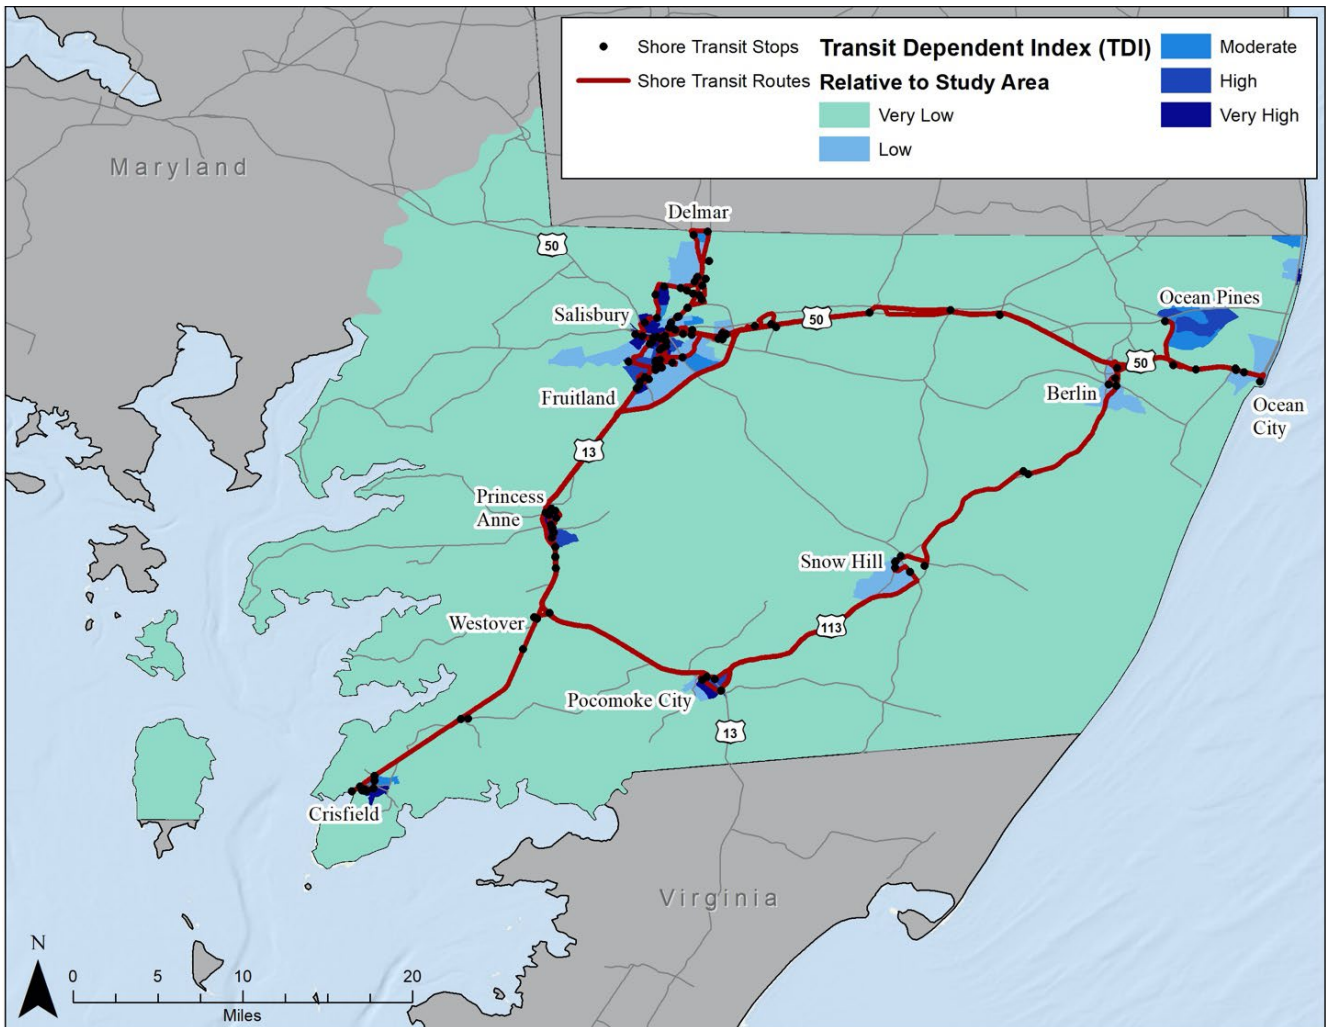 Shore Transit Stops
Shore Transit Routes
Transit Dependent Index (TDI)
Relative to Study Area
Very Low
Low
Moderate
High
Very High
Maryland
Delmar
50
Salisbury
50
Ocean Pines
50
Fruitland
Berlin
Ocean
City
13
Princess
Anne
Snow Hill
Westover
113
Pocomoke City
13
Crisfield
Virginia
N
0 5 10 20
Miles